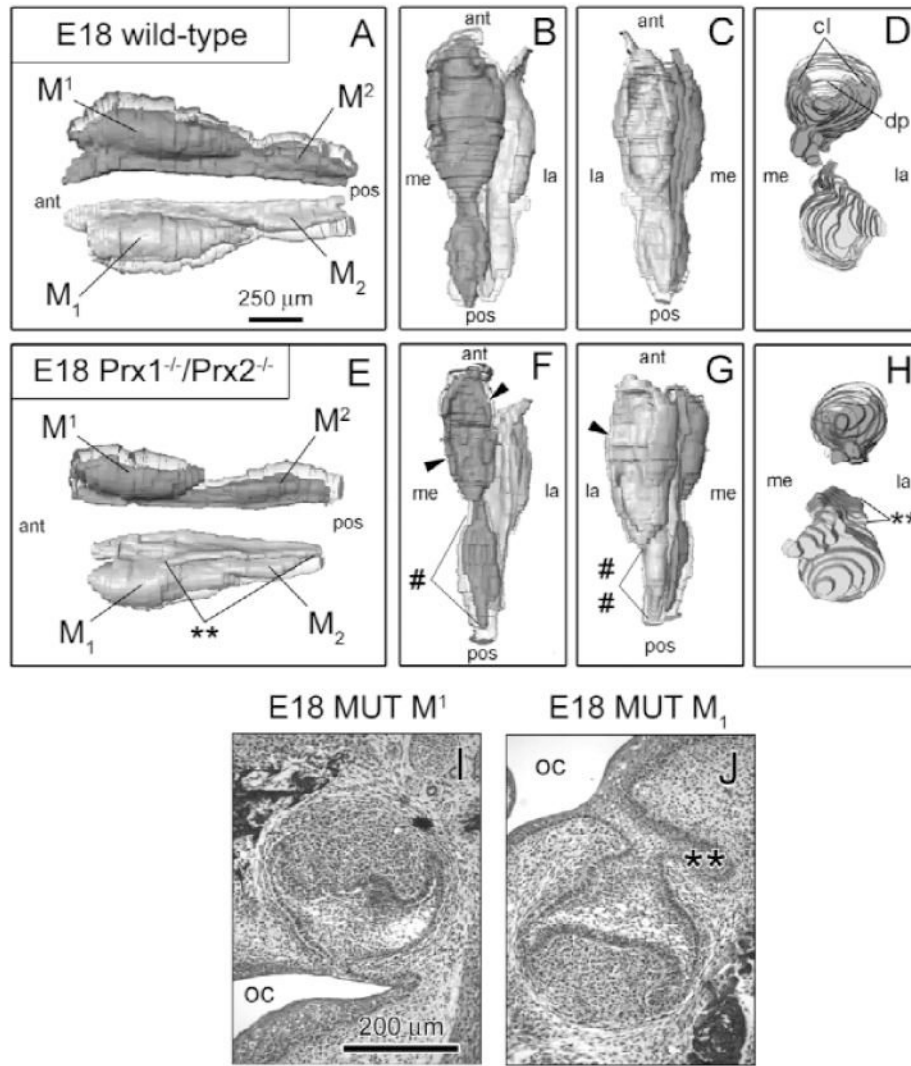 E18 wild-type
A
M¹
M²
ant
pos
M₁
M₂
250 µm
B
ant
me
la
pos
C
ant
la
me
pos
D
cl
dp
me
la
E18 Prx1⁻/⁻/Prx2⁻/⁻
E
M¹
M²
ant
pos
M₁
**
M₂
F
ant
me
la
#
pos
G
ant
la
me
#
#
pos
H
me
la
**
E18 MUT M¹
I
oc
200 µm
E18 MUT M₁
J
oc
**